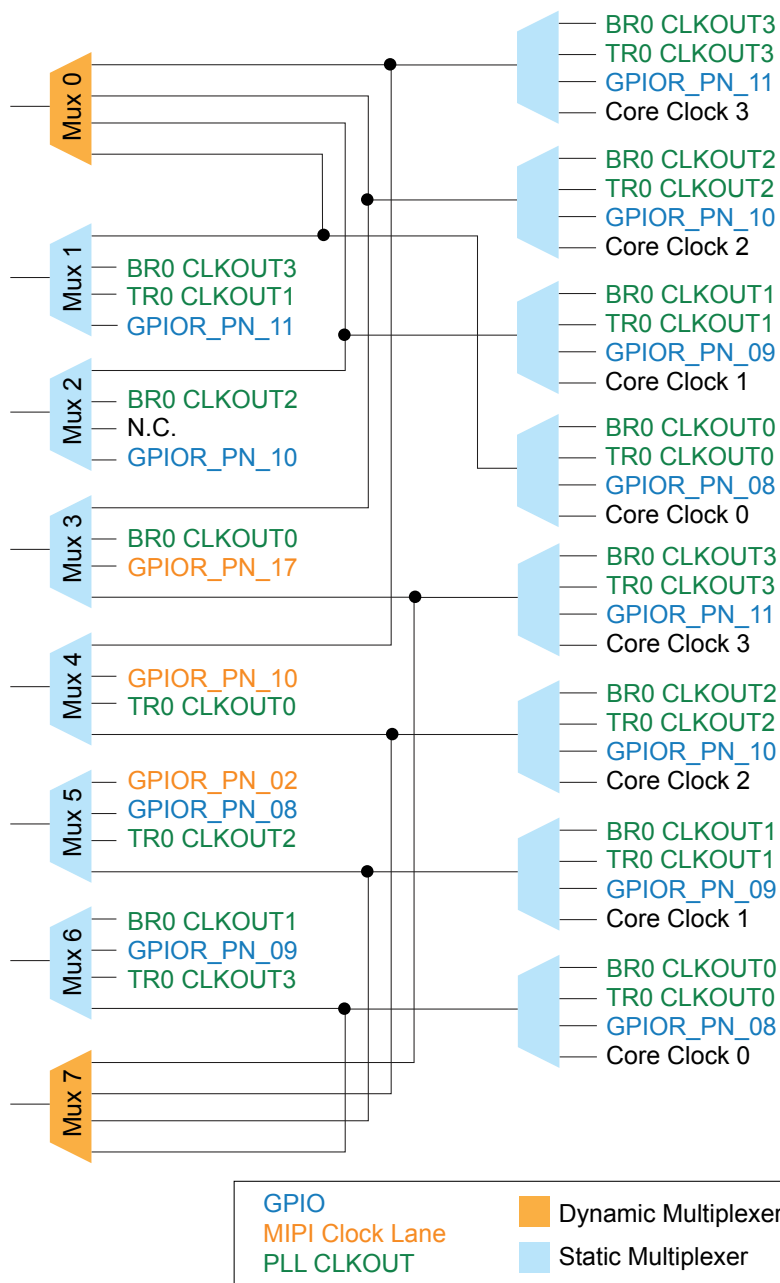 Mux 0
Mux 1
BR0 CLKOUT3
TR0 CLKOUT1
GPIOR_PN_11
Mux 2
BR0 CLKOUT2
N.C.
GPIOR_PN_10
Mux 3
BR0 CLKOUT0
GPIOR_PN_17
Mux 4
GPIOR_PN_10
TR0 CLKOUT0
Mux 5
GPIOR_PN_02
GPIOR_PN_08
TR0 CLKOUT2
Mux 6
BR0 CLKOUT1
GPIOR_PN_09
TR0 CLKOUT3
Mux 7
BR0 CLKOUT3
TR0 CLKOUT3
GPIOR_PN_11
Core Clock 3
BR0 CLKOUT2
TR0 CLKOUT2
GPIOR_PN_10
Core Clock 2
BR0 CLKOUT1
TR0 CLKOUT1
GPIOR_PN_09
Core Clock 1
BR0 CLKOUT0
TR0 CLKOUT0
GPIOR_PN_08
Core Clock 0
BR0 CLKOUT3
TR0 CLKOUT3
GPIOR_PN_11
Core Clock 3
BR0 CLKOUT2
TR0 CLKOUT2
GPIOR_PN_10
Core Clock 2
BR0 CLKOUT1
TR0 CLKOUT1
GPIOR_PN_09
Core Clock 1
BR0 CLKOUT0
TR0 CLKOUT0
GPIOR_PN_08
Core Clock 0
GPIO
MIPI Clock Lane
PLL CLKOUT
Dynamic Multiplexer
Static Multiplexer